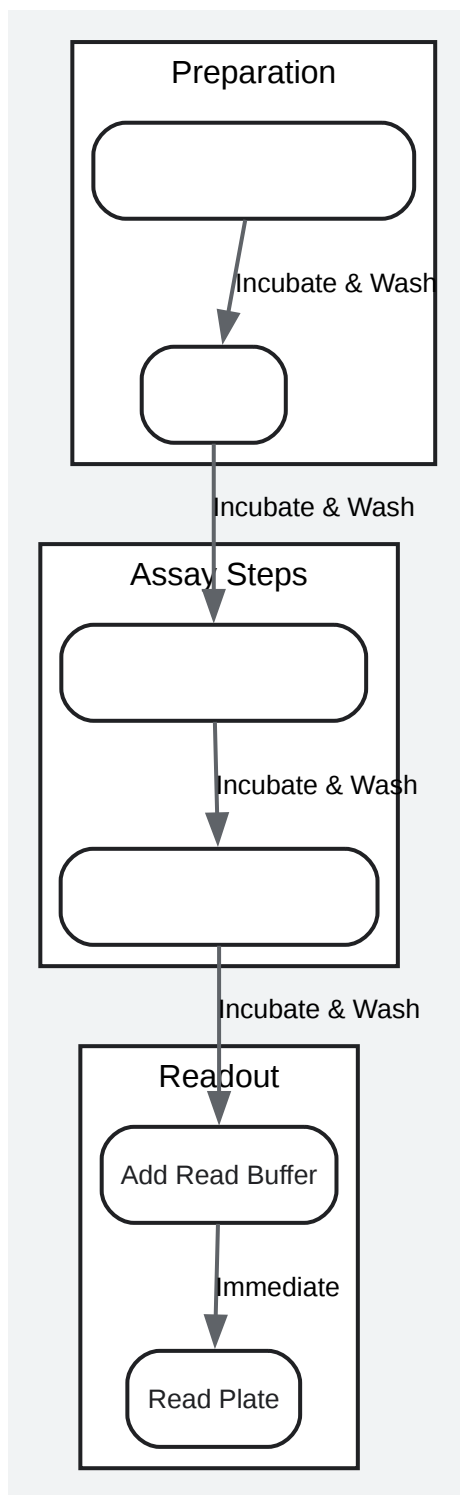 Preparation
Incubate & Wash
Incubate & Wash
Assay Steps
Incubate & Wash
Incubate & Wash
Readout
Add Read Buffer
Immediate
Read Plate